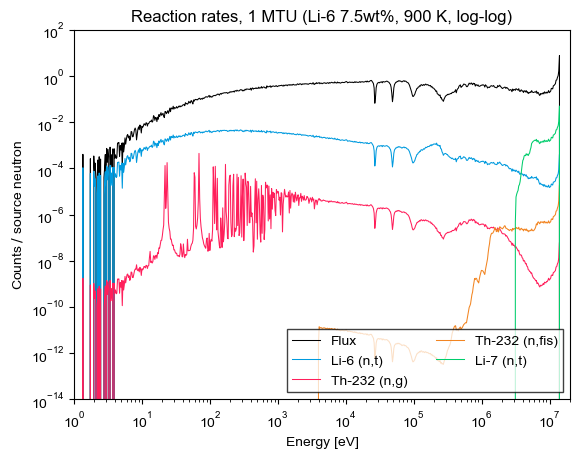 Reaction rates, 1 MTU (Li-6 7.5wt%, 900 K, log-log)
Counts / source neutron
10^2
10^0
10^-2
10^-4
10^-6
10^-8
10^-10
10^-12
10^-14
Flux
Li-6 (n,t)
Th-232 (n,g)
Th-232 (n,fis)
Li-7 (n,t)
10^0 10^1 10^2 10^3 10^4 10^5 10^6 10^7
Energy [eV]